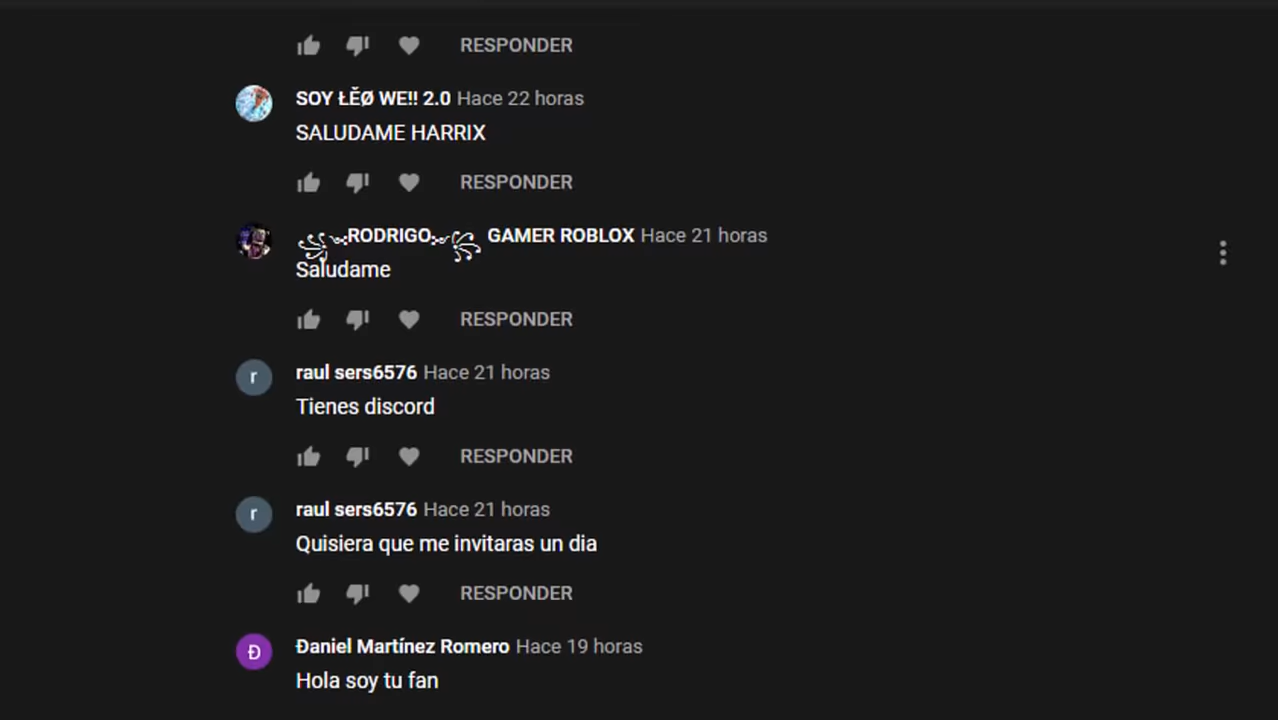 RESPONDER
SOY ŁĔØ WE!! 2.0 Hace 22 horas
SALUDAME HARRIX
RESPONDER
꧁༺RODRIGO༻꧂ GAMER ROBLOX Hace 21 horas
Saludame
RESPONDER
raul sers6576 Hace 21 horas
Tienes discord
RESPONDER
raul sers6576 Hace 21 horas
Quisiera que me invitaras un dia
RESPONDER
Đaniel Martínez Romero Hace 19 horas
Hola soy tu fan